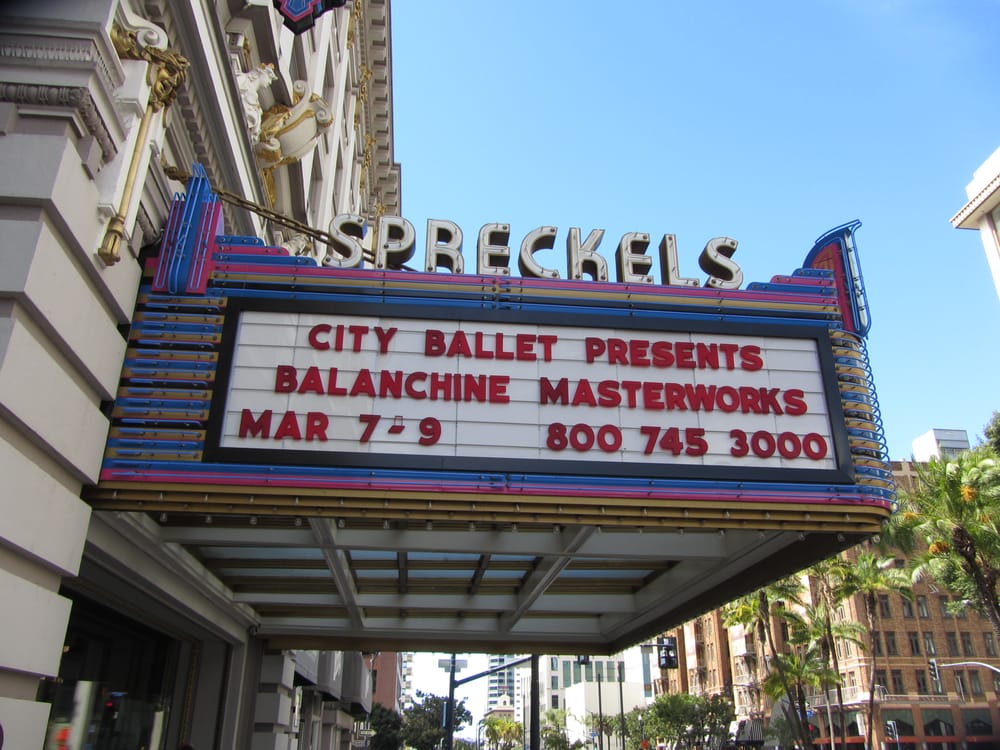 SPRECKELS
CITY BALLET PRESENTS
BALANCHINE MASTERWORKS
MAR 7-9 800 745 3000